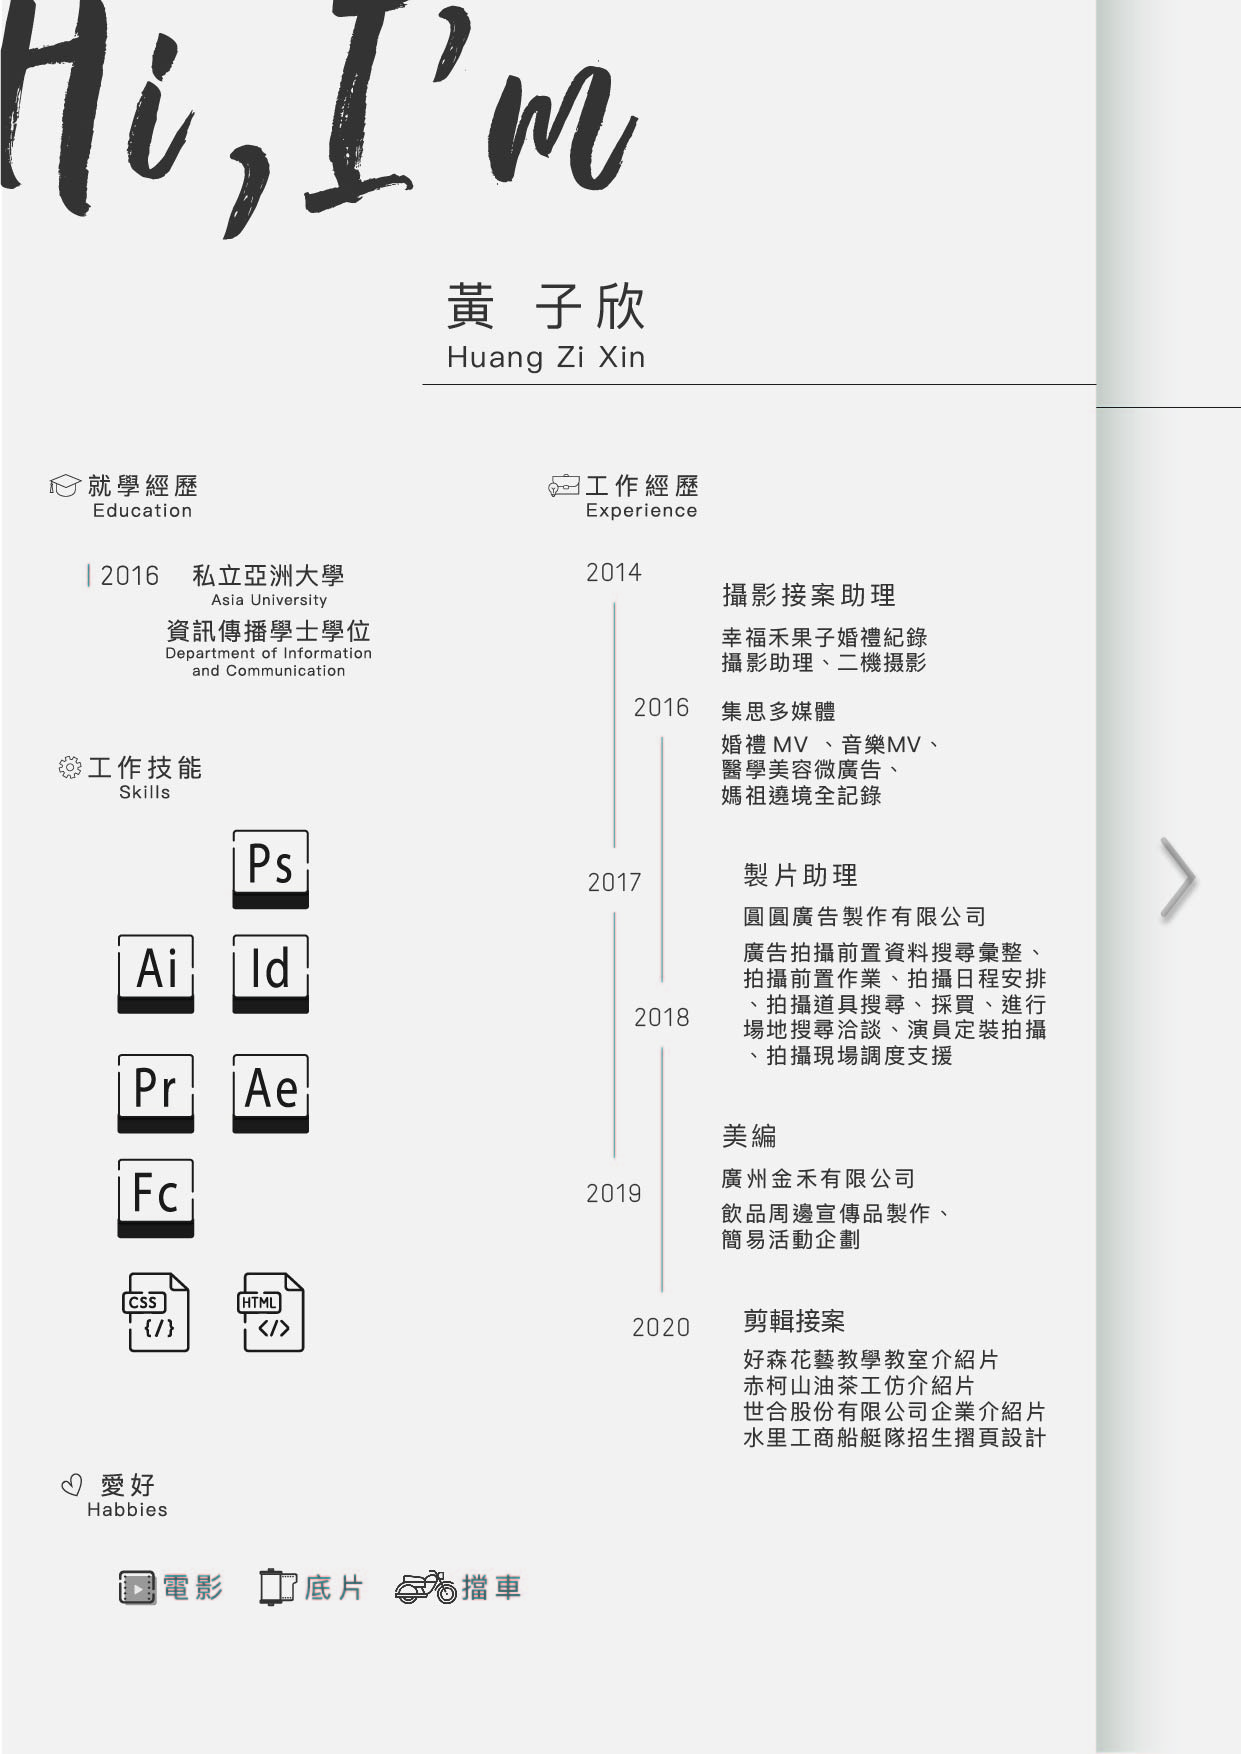 Hi, I'm
黃 子欣
Huang Zi Xin
就學經歷
Education
2016 私立亞洲大學
Asia University
資訊傳播學士學位
Department of Information
and Communication
工作技能
Skills
Ps
Ai Id
Pr Ae
Fc
CSS HTML
{/} </>
愛好
Habbies
電影 底片 擋車
工作經歷
Experience
2014
攝影接案助理
幸福禾果子婚禮紀錄
攝影助理、二機摄影
2016 集思多媒體
婚禮 MV 、音樂MV、
醫學美容微廣告、
媽祖遶境全記錄
2017
製片助理
圓圓廣告製作有限公司
廣告拍攝前置資料搜尋彙整、
拍攝前置作業、拍攝日程安排
、拍攝道具搜尋、採買、進行
場地搜尋洽談、演員定裝拍攝
、拍攝現場調度支援
2018
美編
廣州金禾有限公司
飲品周邊宣傳品製作、
簡易活動企劃
2019
2020 剪輯接案
好森花藝教學教室介紹片
赤柯山油茶工仿介紹片
世合股份有限公司企業介紹片
水里工商船艇隊招生摺頁設計